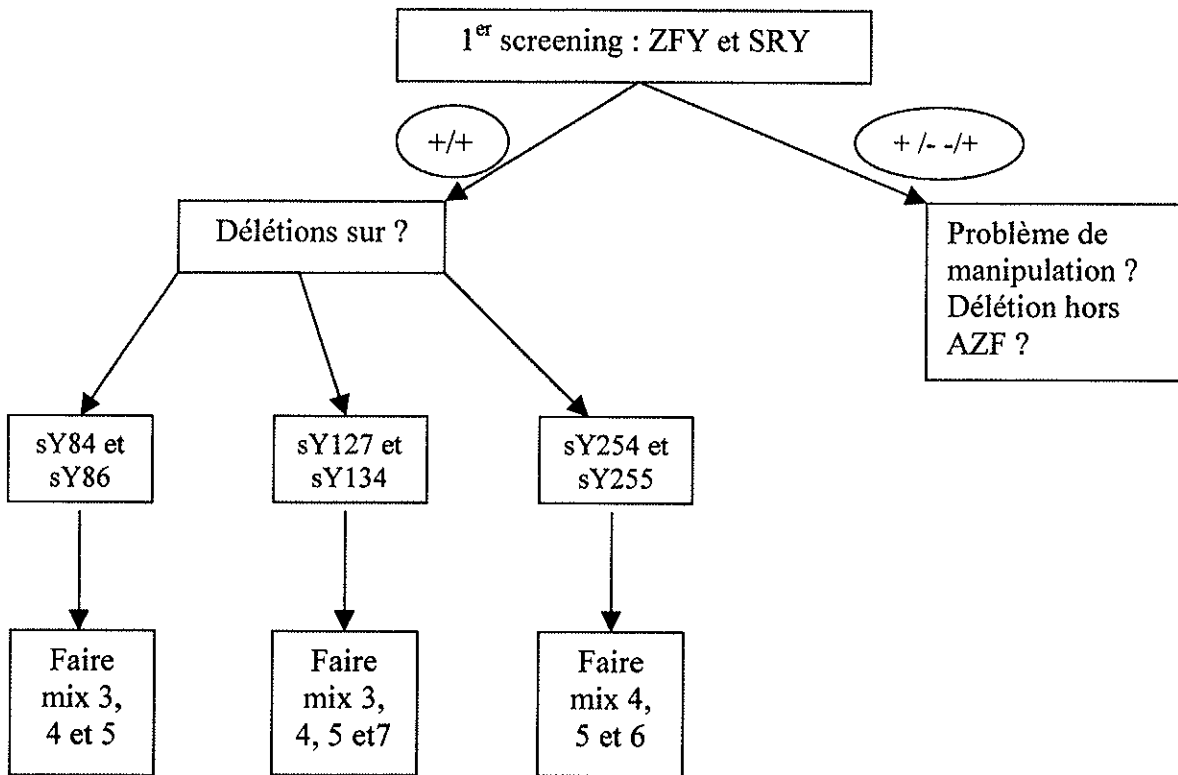 1er screening : ZFY et SRY
+/+
+ /- -/+
Délétions sur ?
Problème de
manipulation ?
Délétion hors
AZF ?
sY84 et
sY86
sY127 et
sY134
sY254 et
sY255
Faire
mix 3,
4 et 5
Faire
mix 3,
4, 5 et7
Faire
mix 4,
5 et 6